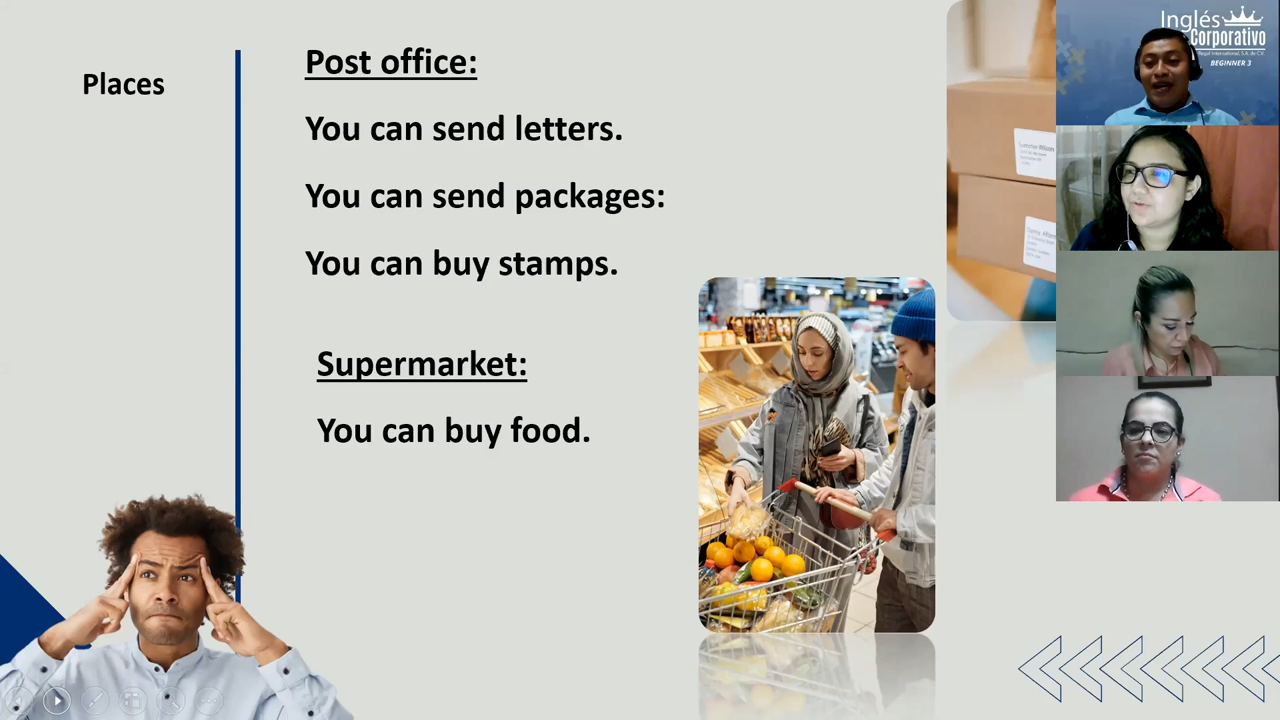 Places
Post office:
You can send letters.
You can send packages:
You can buy stamps.
Supermarket:
You can buy food.
Inglés
Corporativo
BEGINNER 3